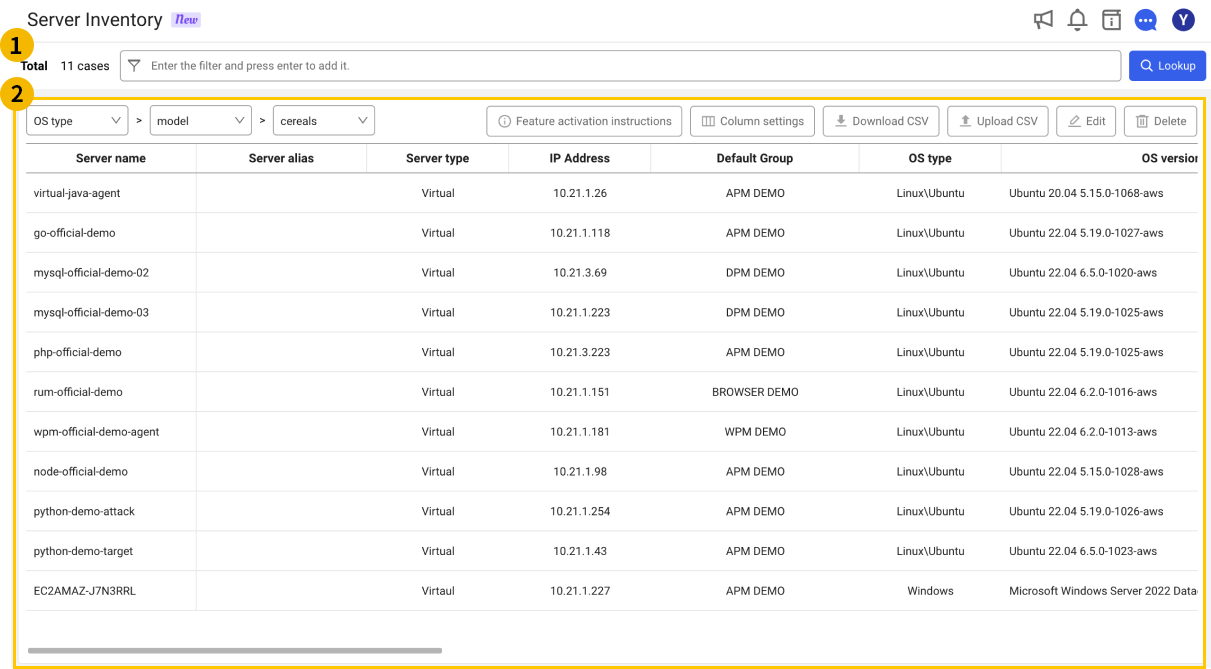 Server Inventory New
Y
1
Total 11 cases Enter the filter and press enter to add it. Lookup
2
OS type > model > cereals Feature activation instructions Column settings Download CSV Upload CSV Edit Delete
Server name Server alias Server type IP Address Default Group OS type OS version
virtual-java-agent Virtual 10.21.1.26 APM DEMO Linux\Ubuntu Ubuntu 20.04 5.15.0-1068-aws
go-official-demo Virtual 10.21.1.118 APM DEMO Linux\Ubuntu Ubuntu 22.04 5.19.0-1027-aws
mysql-official-demo-02 Virtual 10.21.3.69 DPM DEMO Linux\Ubuntu Ubuntu 22.04 6.5.0-1020-aws
mysql-official-demo-03 Virtual 10.21.1.223 DPM DEMO Linux\Ubuntu Ubuntu 22.04 5.19.0-1025-aws
php-official-demo Virtual 10.21.3.223 APM DEMO Linux\Ubuntu Ubuntu 22.04 5.19.0-1025-aws
rum-official-demo Virtual 10.21.1.151 BROWSER DEMO Linux\Ubuntu Ubuntu 22.04 6.2.0-1016-aws
wpm-official-demo-agent Virtual 10.21.1.181 WPM DEMO Linux\Ubuntu Ubuntu 22.04 6.2.0-1013-aws
node-official-demo Virtual 10.21.1.98 APM DEMO Linux\Ubuntu Ubuntu 22.04 5.15.0-1028-aws
python-demo-attack Virtual 10.21.1.254 APM DEMO Linux\Ubuntu Ubuntu 22.04 5.19.0-1026-aws
python-demo-target Virtual 10.21.1.43 APM DEMO Linux\Ubuntu Ubuntu 22.04 6.5.0-1023-aws
EC2AMAZ-J7N3RRL Virtaul 10.21.1.227 APM DEMO Windows Microsoft Windows Server 2022 Data